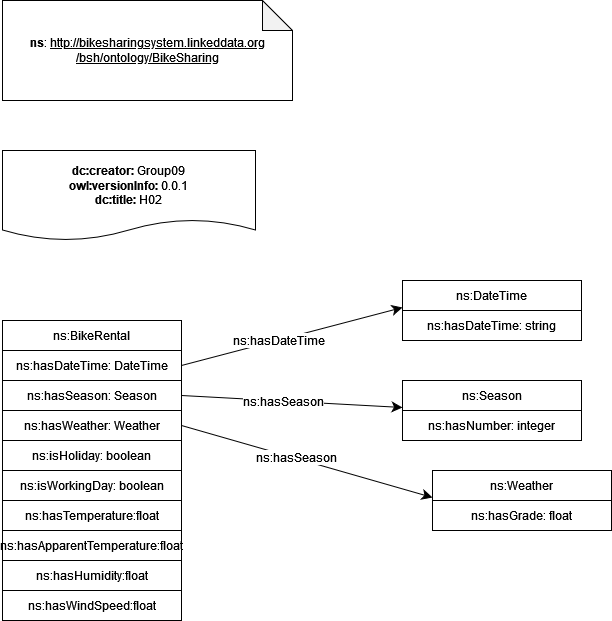 ns: http://bikesharingsystem.linkeddata.org
/bsh/ontology/BikeSharing
dc:creator: Group09
owl:versionInfo: 0.0.1
dc:title: H02
ns:BikeRental
ns:hasDateTime: DateTime
ns:hasSeason: Season
ns:hasWeather: Weather
ns:isHoliday: boolean
ns:isWorkingDay: boolean
ns:hasTemperature:float
ns:hasApparentTemperature:float
ns:hasHumidity:float
ns:hasWindSpeed:float
ns:hasDateTime
ns:hasSeason
ns:hasSeason
ns:DateTime
ns:hasDateTime: string
ns:Season
ns:hasNumber: integer
ns:Weather
ns:hasGrade: float